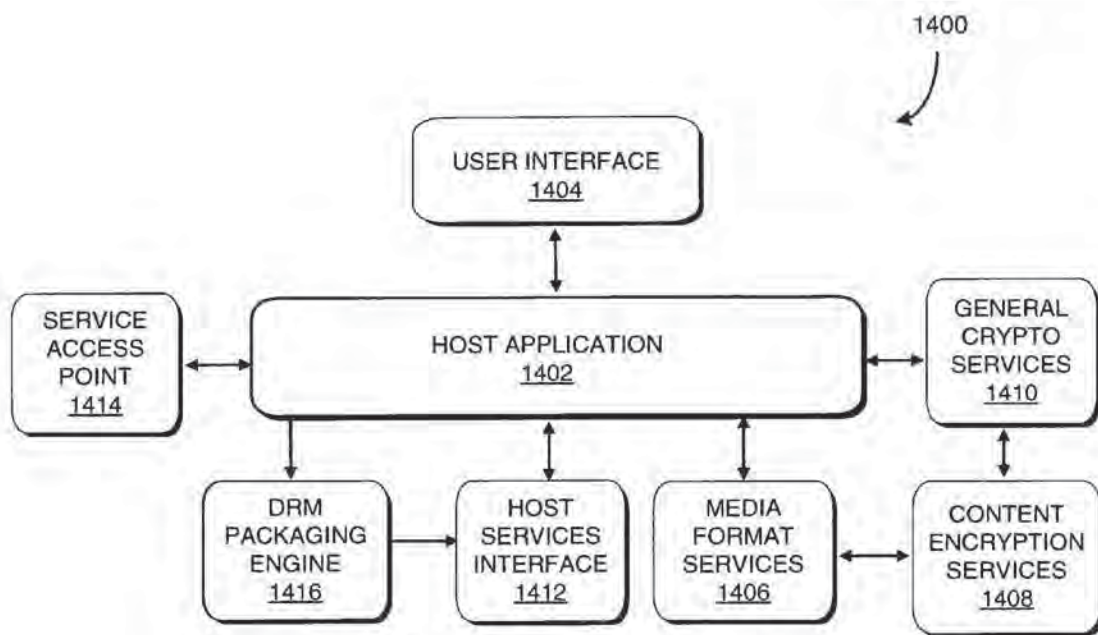 1400
USER INTERFACE
1404
SERVICE
ACCESS
POINT
1414
HOST APPLICATION
1402
GENERAL
CRYPTO
SERVICES
1410
DRM
PACKAGING
ENGINE
1416
HOST
SERVICES
INTERFACE
1412
MEDIA
FORMAT
SERVICES
1406
CONTENT
ENCRYPTION
SERVICES
1408